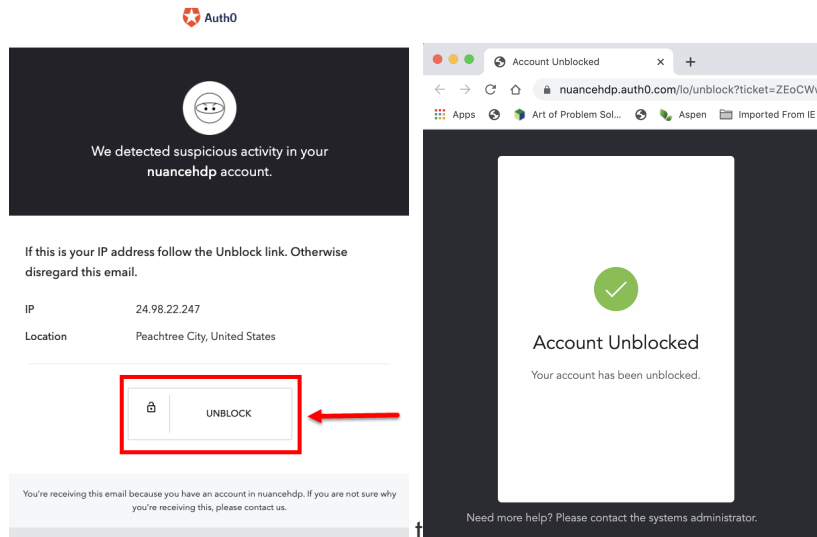 Auth0
We detected suspicious activity in your
nuancehdp account.
If this is your IP address follow the Unblock link. Otherwise
disregard this email.
IP 24.98.22.247
Location Peachtree City, United States
UNBLOCK
You're receiving this email because you have an account in nuancehdp. If you are not sure why
you're receiving this, please contact us.
t
Account Unblocked
nuancehdp.auth0.com/lo/unblock?ticket=ZEoCW
Apps Art of Problem Sol... Aspen Imported From IE
Account Unblocked
Your account has been unblocked.
Need more help? Please contact the systems administrator.